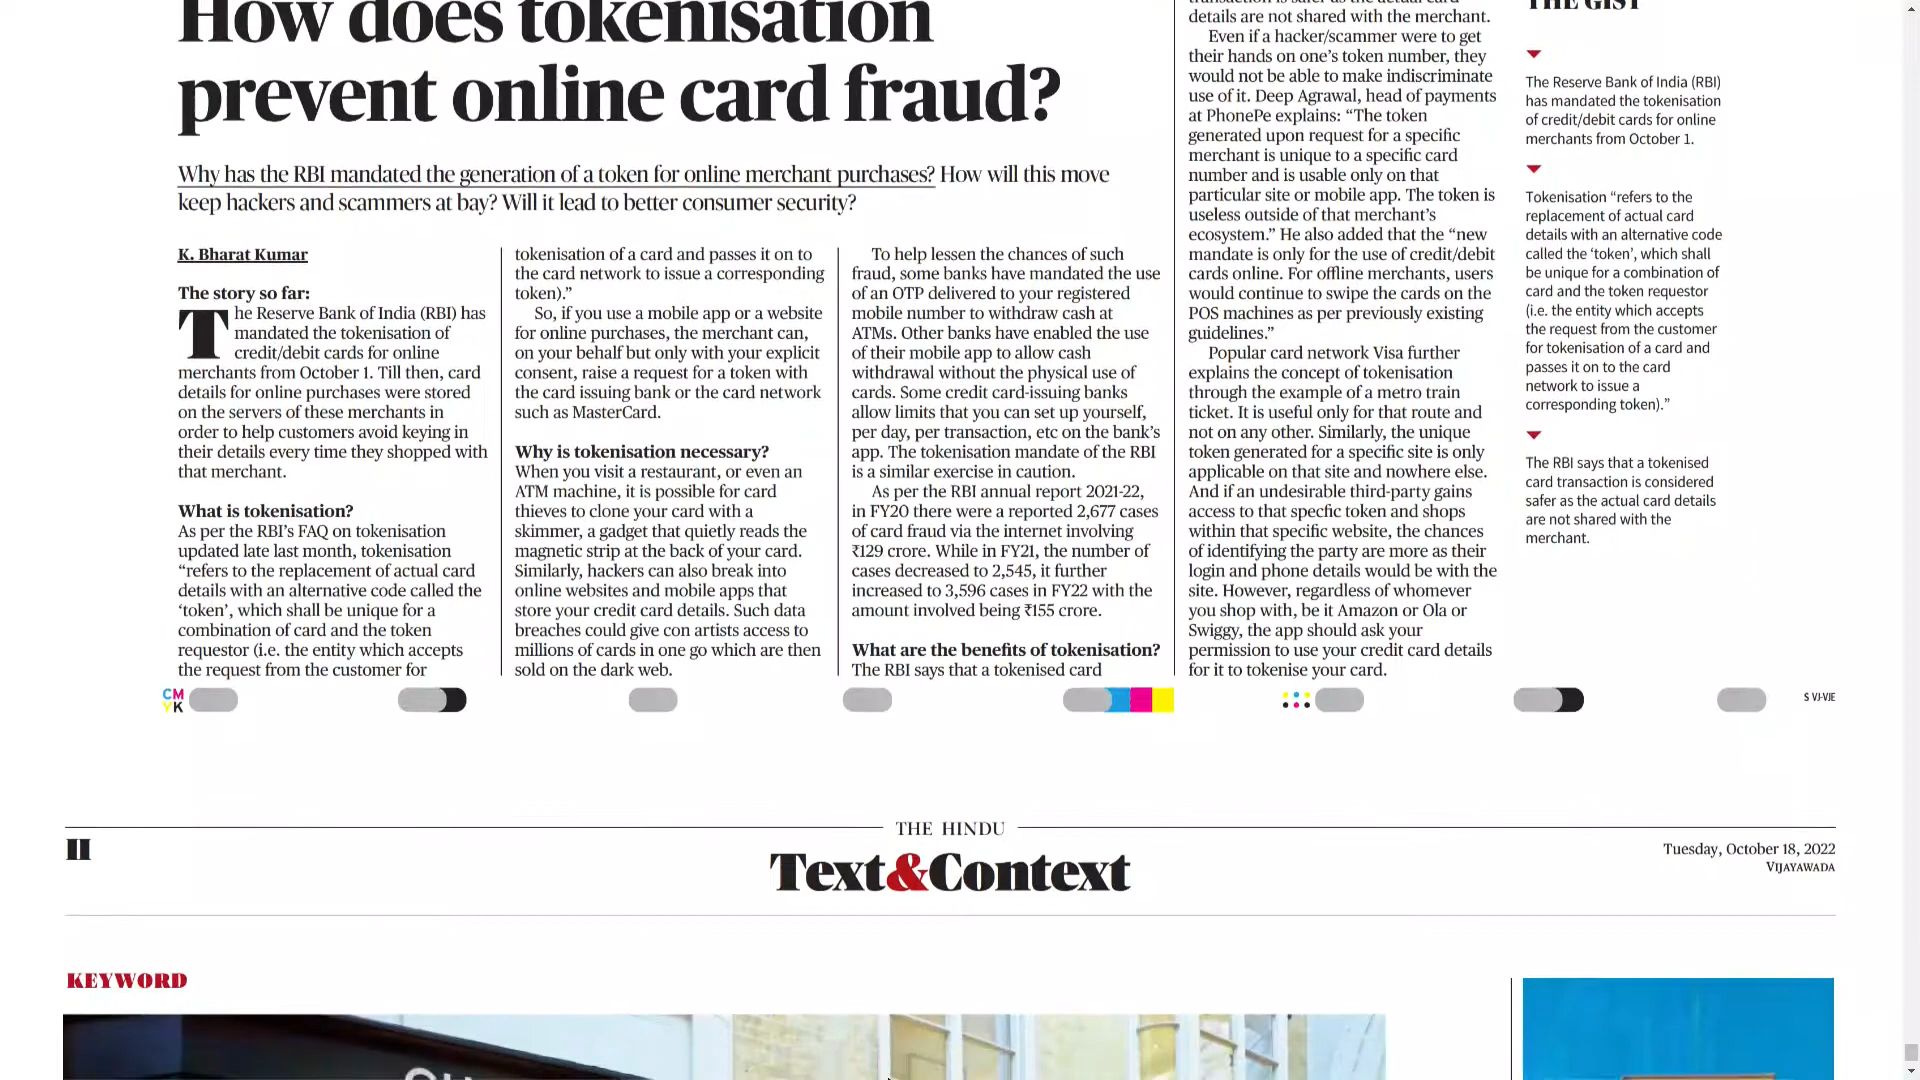 How does tokenisation
prevent online card fraud?
Why has the RBI mandated the generation of a token for online merchant purchases? How will this move
keep hackers and scammers at bay? Will it lead to better consumer security?
K. Bharat Kumar
The story so far:
The Reserve Bank of India (RBI) has
mandated the tokenisation of
credit/debit cards for online
merchants from October 1. Till then, card
details for online purchases were stored
on the servers of these merchants in
order to help customers avoid keying in
their details every time they shopped with
that merchant.
What is tokenisation?
As per the RBI’s FAQ on tokenisation
updated late last month, tokenisation
“refers to the replacement of actual card
details with an alternative code called the
‘token’, which shall be unique for a
combination of card and the token
requestor (i.e. the entity which accepts
the request from the customer for
tokenisation of a card and passes it on to
the card network to issue a corresponding
token).”
So, if you use a mobile app or a website
for online purchases, the merchant can,
on your behalf but only with your explicit
consent, raise a request for a token with
the card issuing bank or the card network
such as MasterCard.
Why is tokenisation necessary?
When you visit a restaurant, or even an
ATM machine, it is possible for card
thieves to clone your card with a
skimmer, a gadget that quietly reads the
magnetic strip at the back of your card.
Similarly, hackers can also break into
online websites and mobile apps that
store your credit card details. Such data
breaches could give con artists access to
millions of cards in one go which are then
sold on the dark web.
To help lessen the chances of such
fraud, some banks have mandated the use
of an OTP delivered to your registered
mobile number to withdraw cash at
ATMs. Other banks have enabled the use
of their mobile app to allow cash
withdrawal without the physical use of
cards. Some credit card-issuing banks
allow limits that you can set up yourself,
per day, per transaction, etc on the bank’s
app. The tokenisation mandate of the RBI
is a similar exercise in caution.
As per the RBI annual report 2021-22,
in FY20 there were a reported 2,677 cases
of card fraud via the internet involving
₹129 crore. While in FY21, the number of
cases decreased to 2,545, it further
increased to 3,596 cases in FY22 with the
amount involved being ₹155 crore.
What are the benefits of tokenisation?
The RBI says that a tokenised card
transaction is safer as the actual card
details are not shared with the merchant.
Even if a hacker/scammer were to get
their hands on one’s token number, they
would not be able to make indiscriminate
use of it. Deep Agrawal, head of payments
at PhonePe explains: “The token
generated upon request for a specific
merchant is unique to a specific card
number and is usable only on that
particular site or mobile app. The token is
useless outside of that merchant’s
ecosystem.” He also added that the “new
mandate is only for the use of credit/debit
cards online. For offline merchants, users
would continue to swipe the cards on the
POS machines as per previously existing
guidelines.”
Popular card network Visa further
explains the concept of tokenisation
through the example of a metro train
ticket. It is useful only for that route and
not on any other. Similarly, the unique
token generated for a specific site is only
applicable on that site and nowhere else.
And if an undesirable third-party gains
access to that specfic token and shops
within that specific website, the chances
of identifying the party are more as their
login and phone details would be with the
site. However, regardless of whomever
you shop with, be it Amazon or Ola or
Swiggy, the app should ask your
permission to use your credit card details
for it to tokenise your card.
THE GIST
The Reserve Bank of India (RBI)
has mandated the tokenisation
of credit/debit cards for online
merchants from October 1.
Tokenisation “refers to the
replacement of actual card
details with an alternative code
called the ‘token’, which shall
be unique for a combination of
card and the token requestor
(i.e. the entity which accepts
the request from the customer
for tokenisation of a card and
passes it on to the card
network to issue a
corresponding token).”
The RBI says that a tokenised
card transaction is considered
safer as the actual card details
are not shared with the
merchant.
CM
YK
S VJ-VJE
THE HINDU
II
Text&Context
Tuesday, October 18, 2022
VIJAYAWADA
KEYWORD